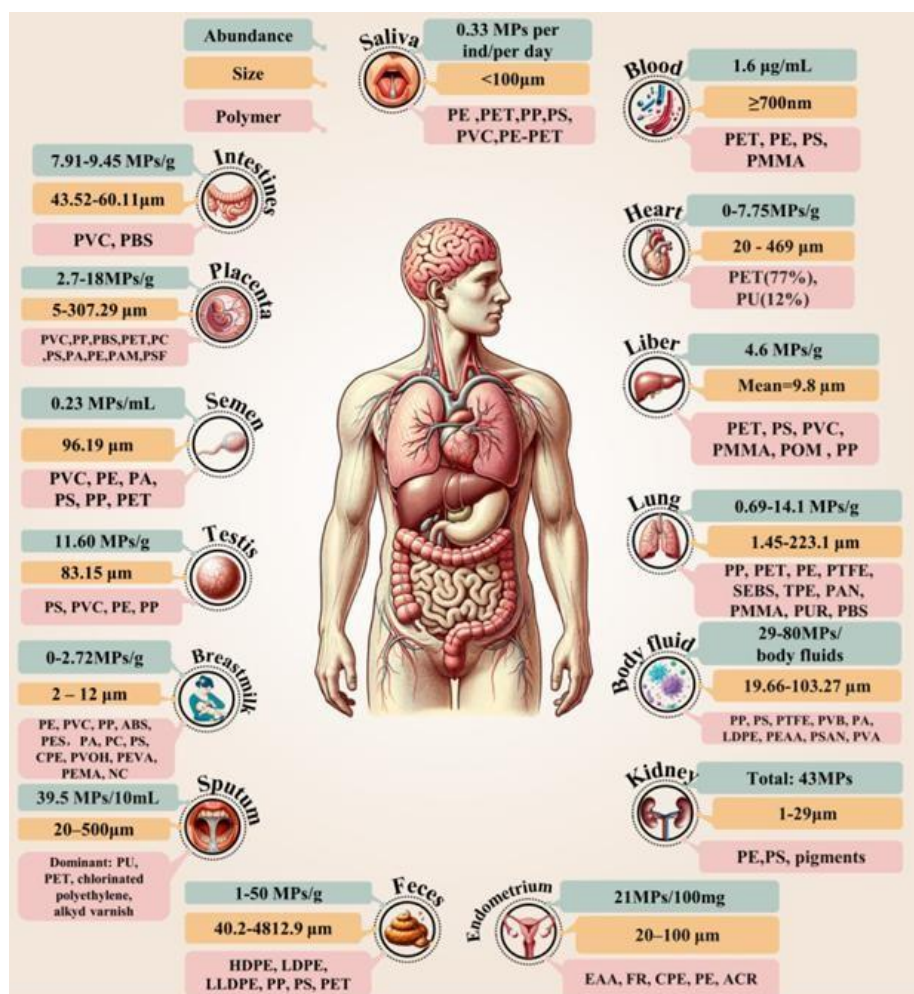 Abundance
Size
Polymer
Saliva
0.33 MPs per
ind/per day
<100μm
PE ,PET,PP,PS,
PVC,PE-PET
Blood
1.6 μg/mL
≥700nm
PET, PE, PS,
PMMA
Intestines
7.91-9.45 MPs/g
43.52-60.11μm
PVC, PBS
Heart
0-7.75MPs/g
20 - 469 μm
PET(77%),
PU(12%)
Placenta
2.7-18MPs/g
5-307.29 μm
PVC,PP,PBS,PET,PC
,PS,PA,PE,PAM,PSF
Liber
4.6 MPs/g
Mean=9.8 μm
PET, PS, PVC,
PMMA, POM , PP
Semen
0.23 MPs/mL
96.19 μm
PVC, PE, PA,
PS, PP, PET
Lung
0.69-14.1 MPs/g
1.45-223.1 μm
PP, PET, PE, PTFE,
SEBS, TPE, PAN,
PMMA, PUR, PBS
Testis
11.60 MPs/g
83.15 μm
PS, PVC, PE, PP
Body fluid
29-80MPs/
body fluids
19.66-103.27 μm
PP, PS, PTFE, PVB, PA,
LDPE, PEAA, PSAN, PVA
Breastmilk
0-2.72MPs/g
2 – 12 μm
PE, PVC, PP, ABS,
PES，PA, PC, PS,
CPE, PVOH, PEVA,
PEMA, NC
Kidney
Total: 43MPs
1-29μm
PE,PS, pigments
Sputum
39.5 MPs/10mL
20–500μm
Dominant: PU,
PET, chlorinated
polyethylene,
alkyd varnish
Feces
1-50 MPs/g
40.2-4812.9 μm
HDPE, LDPE,
LLDPE, PP, PS, PET
Endometrium
21MPs/100mg
20–100 μm
EAA, FR, CPE, PE, ACR